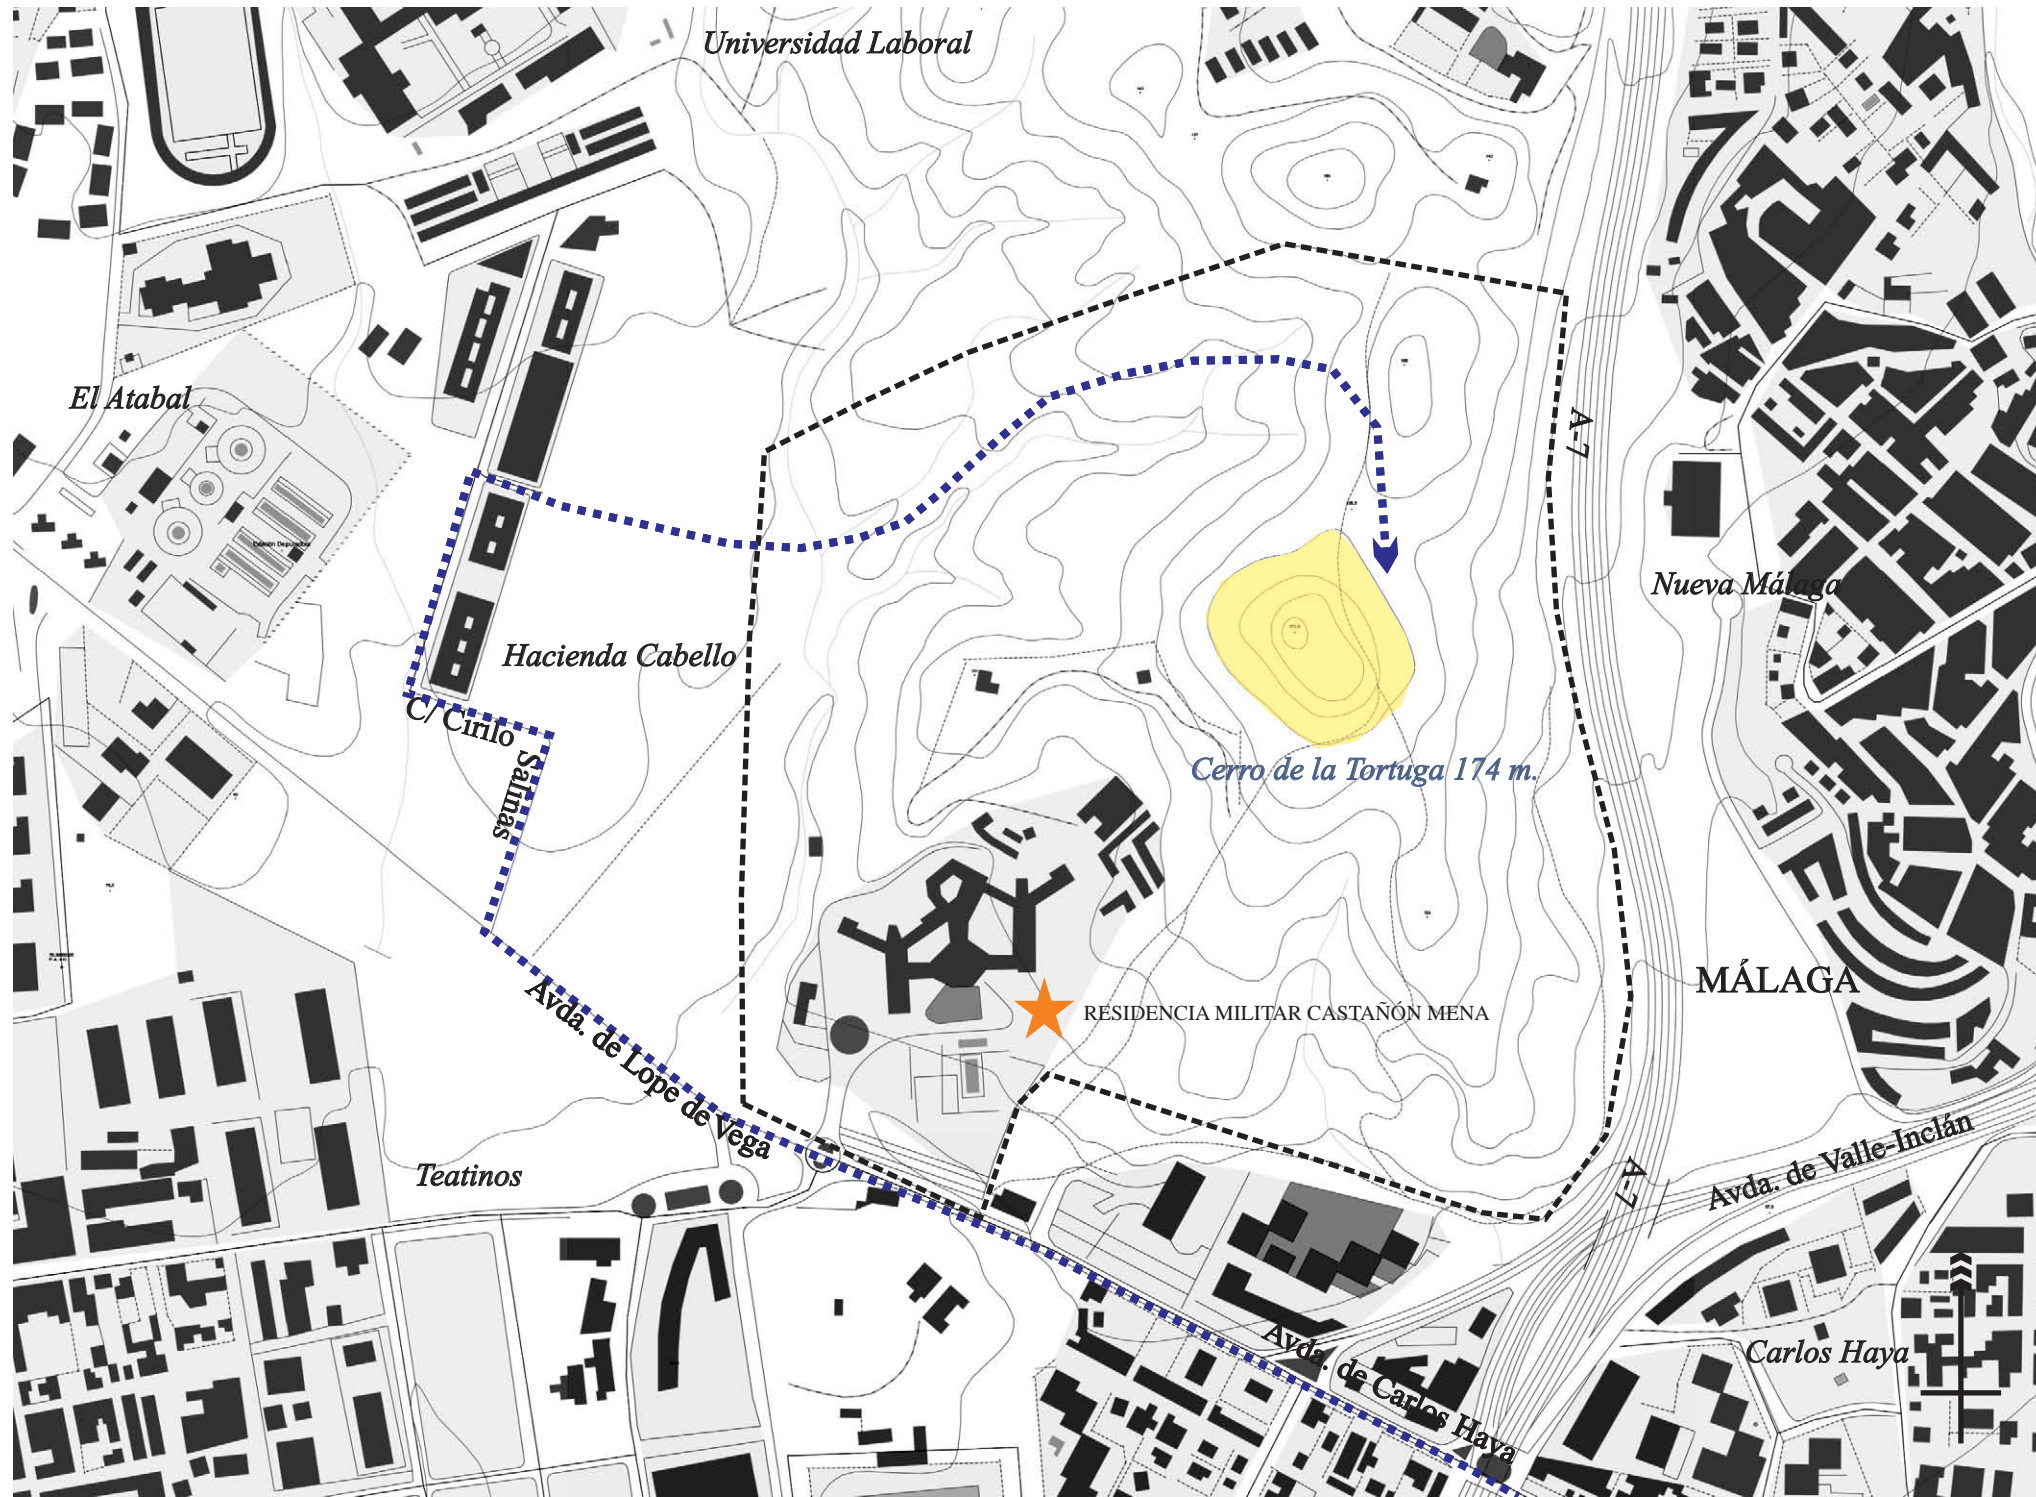 Universidad Laboral
El Atabal
A-7
Estación Depuradora
Nueva Málaga
Hacienda Cabello
C/ Cirilo
Salinas
Cerro de la Tortuga 174 m.
MÁLAGA
Avda. de Lope de Vega
RESIDENCIA MILITAR CASTAÑÓN MENA
Avda. de Valle-Inclán
A-7
Teatinos
Avda. de Carlos Haya
Carlos Haya